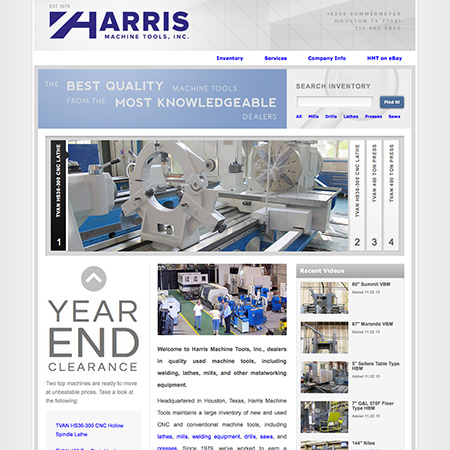 EST. 1979
HARRIS
MACHINE TOOLS, INC.
HOUSTON TX 77041
Inventory Services Company Info HMT on eBay
THE BEST QUALITY MACHINE TOOLS
FROM THE MOST KNOWLEDGEABLE
DEALERS
SEARCH INVENTORY
Find It!
All Mills Drills Lathes Presses Saws
TVAN HS36-300 CNC LATHE
1
TVAN HS36-300 CNC LATHE
2
TVAN 400 TON PRESS
3
TVAN 400 TON PRESS
4
YEAR
END
CLEARANCE
Two top machines are ready to move
at unbeatable prices. Take a look at
the following:
TVAN HS30-300 CNC Hollow
Spindle Lathe
Welcome to Harris Machine Tools, Inc., dealers
in quality used machine tools, including
welding, lathes, mills, and other metalworking
equipment.
Headquartered in Houston, Texas, Harris Machine
Tools maintains a large inventory of new and used
CNC and conventional machine tools, including
lathes, mills, welding equipment, drills, saws, and
presses. Since 1979, we've worked to earn a
Recent Videos
60" Summit VBM
Added 11.22.13
67" Morando VBM
Added 11.22.13
5" Sellers Table Type
HBM
Added 11.22.13
7" G&L 570F Floor
Type HBM
Added 11.22.13
144" Niles